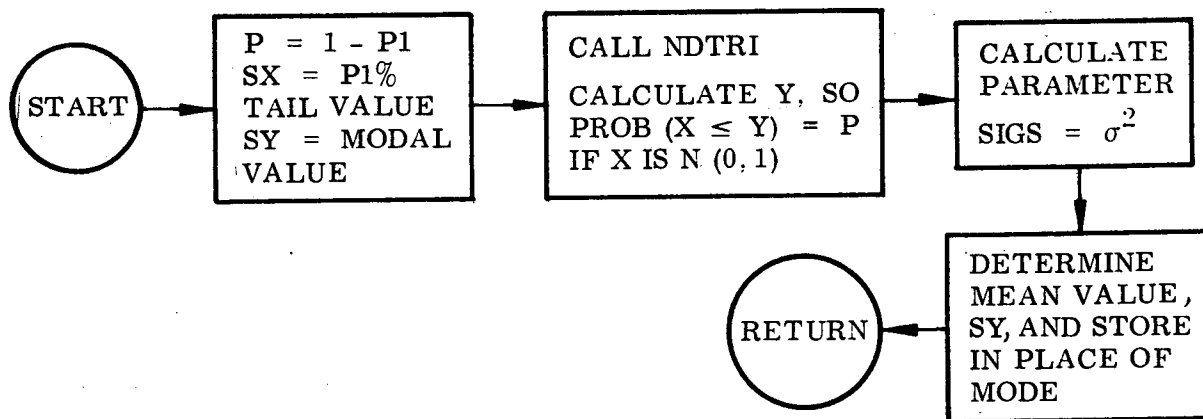 START
P = 1 - P1
SX = P1%
TAIL VALUE
SY = MODAL
VALUE
CALL NDTRI
CALCULATE Y, SO
PROB (X ≤ Y) = P
IF X IS N (0, 1)
CALCULATE
PARAMETER
SIGS = σ²
DETERMINE
MEAN VALUE,
SY, AND STORE
IN PLACE OF
MODE
RETURN